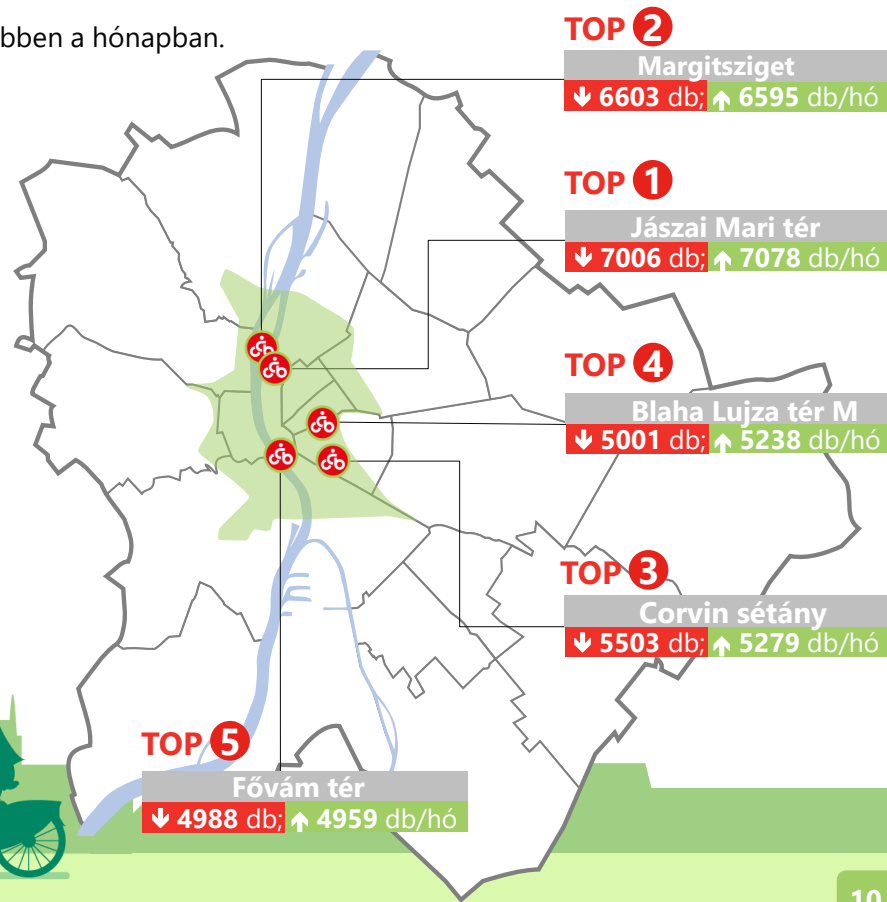 ebben a hónapban.
TOP 2
Margitsziget
↓ 6603 db; ↑ 6595 db/hó
TOP 1
Jászai Mari tér
↓ 7006 db; ↑ 7078 db/hó
TOP 4
Blaha Lujza tér M
↓ 5001 db; ↑ 5238 db/hó
TOP 3
Corvin sétány
↓ 5503 db; ↑ 5279 db/hó
TOP 5
Fővám tér
↓ 4988 db; ↑ 4959 db/hó
10